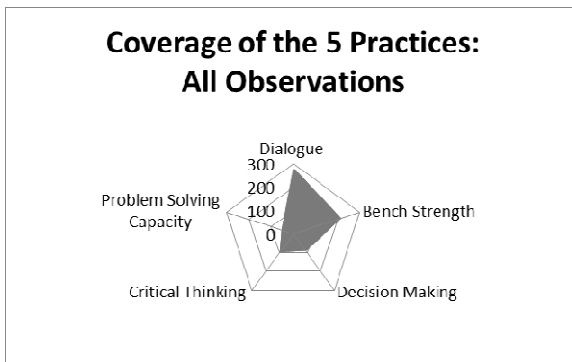 Coverage of the 5 Practices:
All Observations
Dialogue
300
200
100
0
Bench Strength
Decision Making
Critical Thinking
Problem Solving
Capacity